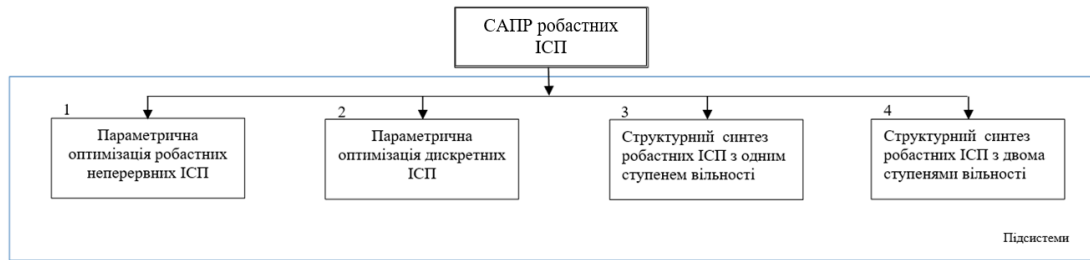 САПР робастних
ІСП
1
Параметрична
оптимізація робастних
неперервних ІСП
2
Параметрична
оптимізація дискретних
ІСП
3
Структурний синтез
робастних ІСП з одним
ступенем вільності
4
Структурний синтез
робастних ІСП з двома
ступенями вільності
Підсистеми